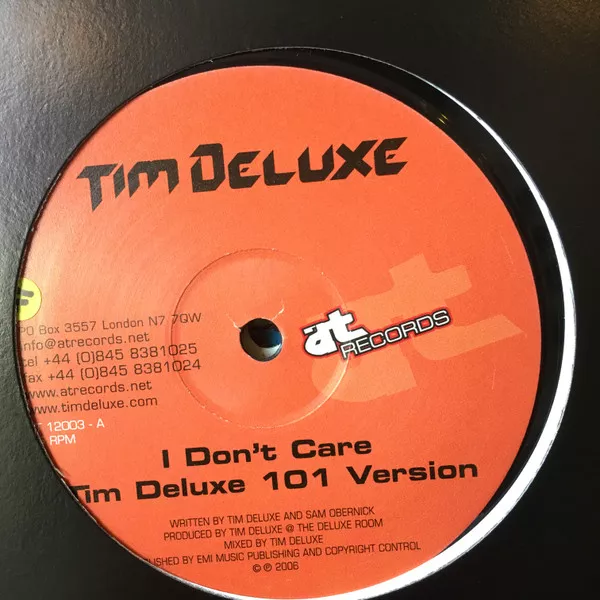 TIM DELUXE
at
RECORDS
PO Box 3557 London N7 7QW
info@atrecords.net
tel +44 (0)845 8381025
fax +44 (0)845 8381024
www.atrecords.net
www.timdeluxe.com
12003 - A
RPM
I Don't Care
Tim Deluxe 101 Version
WRITTEN BY TIM DELUXE AND SAM OBERNICK
PRODUCED BY TIM DELUXE @ THE DELUXE ROOM
MIXED BY TIM DELUXE
BY EMI MUSIC PUBLISHING AND COPYRIGHT CONTROL
© ℗ 2006